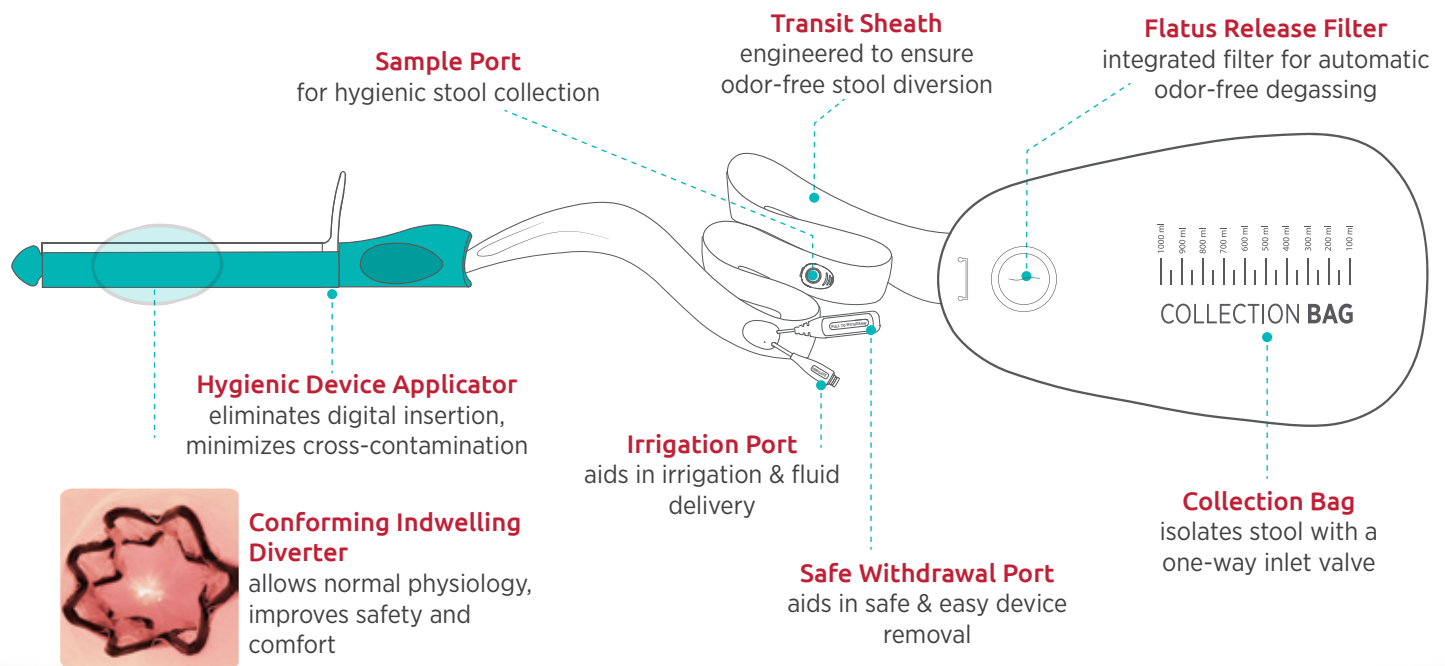 Transit Sheath
engineered to ensure
odor-free stool diversion
Flatus Release Filter
integrated filter for automatic
odor-free degassing
Sample Port
for hygienic stool collection
1000 ml
900 ml
800 ml
700 ml
600 ml
500 ml
400 ml
300 ml
200 ml
100 ml
COLLECTION BAG
PULL TO WITHDRAW
Hygienic Device Applicator
eliminates digital insertion,
minimizes cross-contamination
Irrigation Port
aids in irrigation & fluid
delivery
Conforming Indwelling
Diverter
allows normal physiology,
improves safety and
comfort
Safe Withdrawal Port
aids in safe & easy device
removal
Collection Bag
isolates stool with a
one-way inlet valve